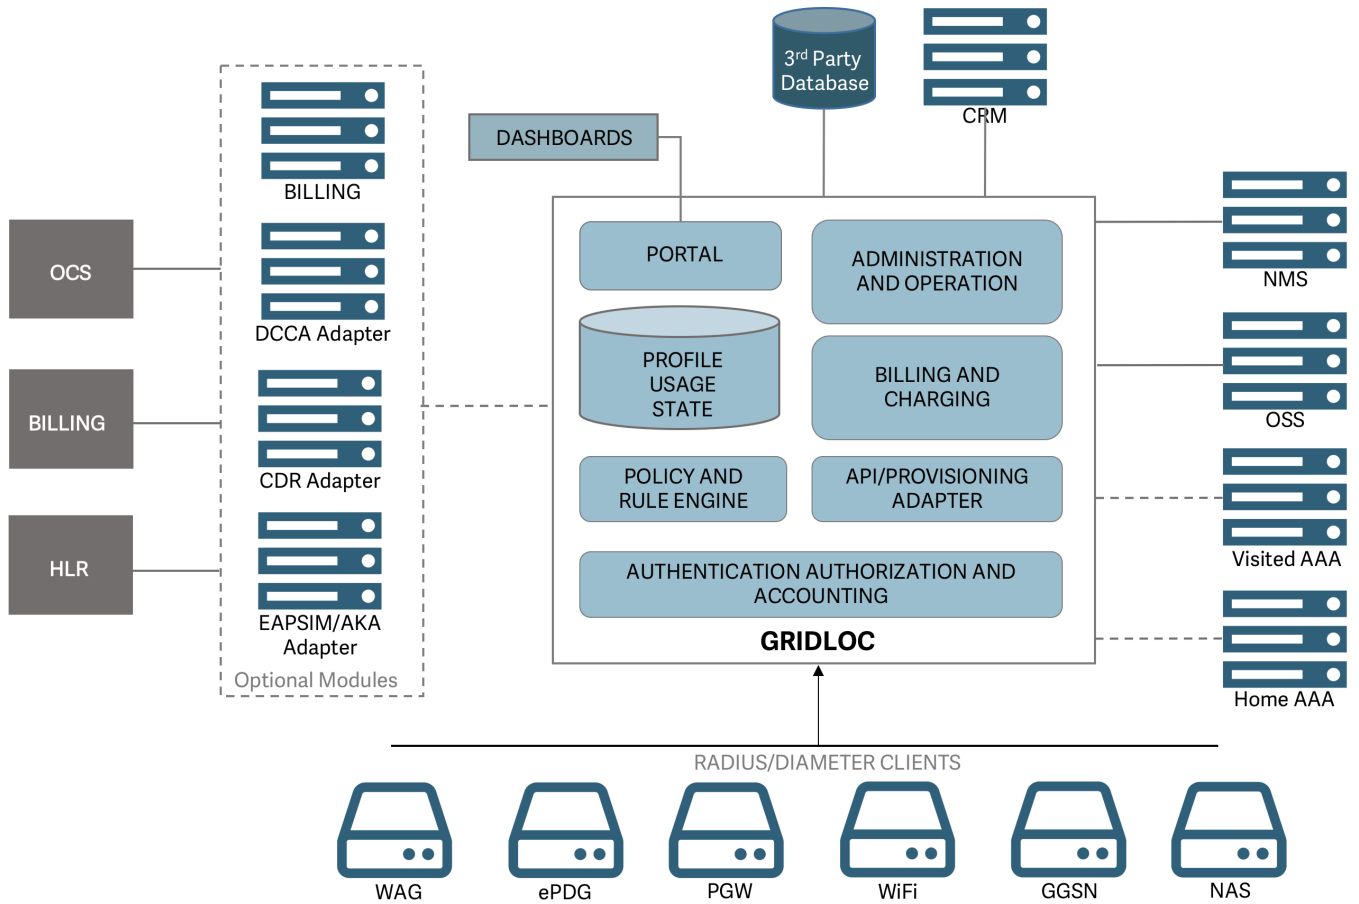 3rd Party
Database
CRM
DASHBOARDS
BILLING
DCCA Adapter
CDR Adapter
EAPSIM/AKA
Adapter
Optional Modules
OCS
BILLING
HLR
PORTAL
ADMINISTRATION
AND OPERATION
PROFILE
USAGE
STATE
BILLING AND
CHARGING
POLICY AND
RULE ENGINE
API/PROVISIONING
ADAPTER
AUTHENTICATION AUTHORIZATION AND
ACCOUNTING
GRIDLOC
NMS
OSS
Visited AAA
Home AAA
RADIUS/DIAMETER CLIENTS
WAG
ePDG
PGW
WiFi
GGSN
NAS